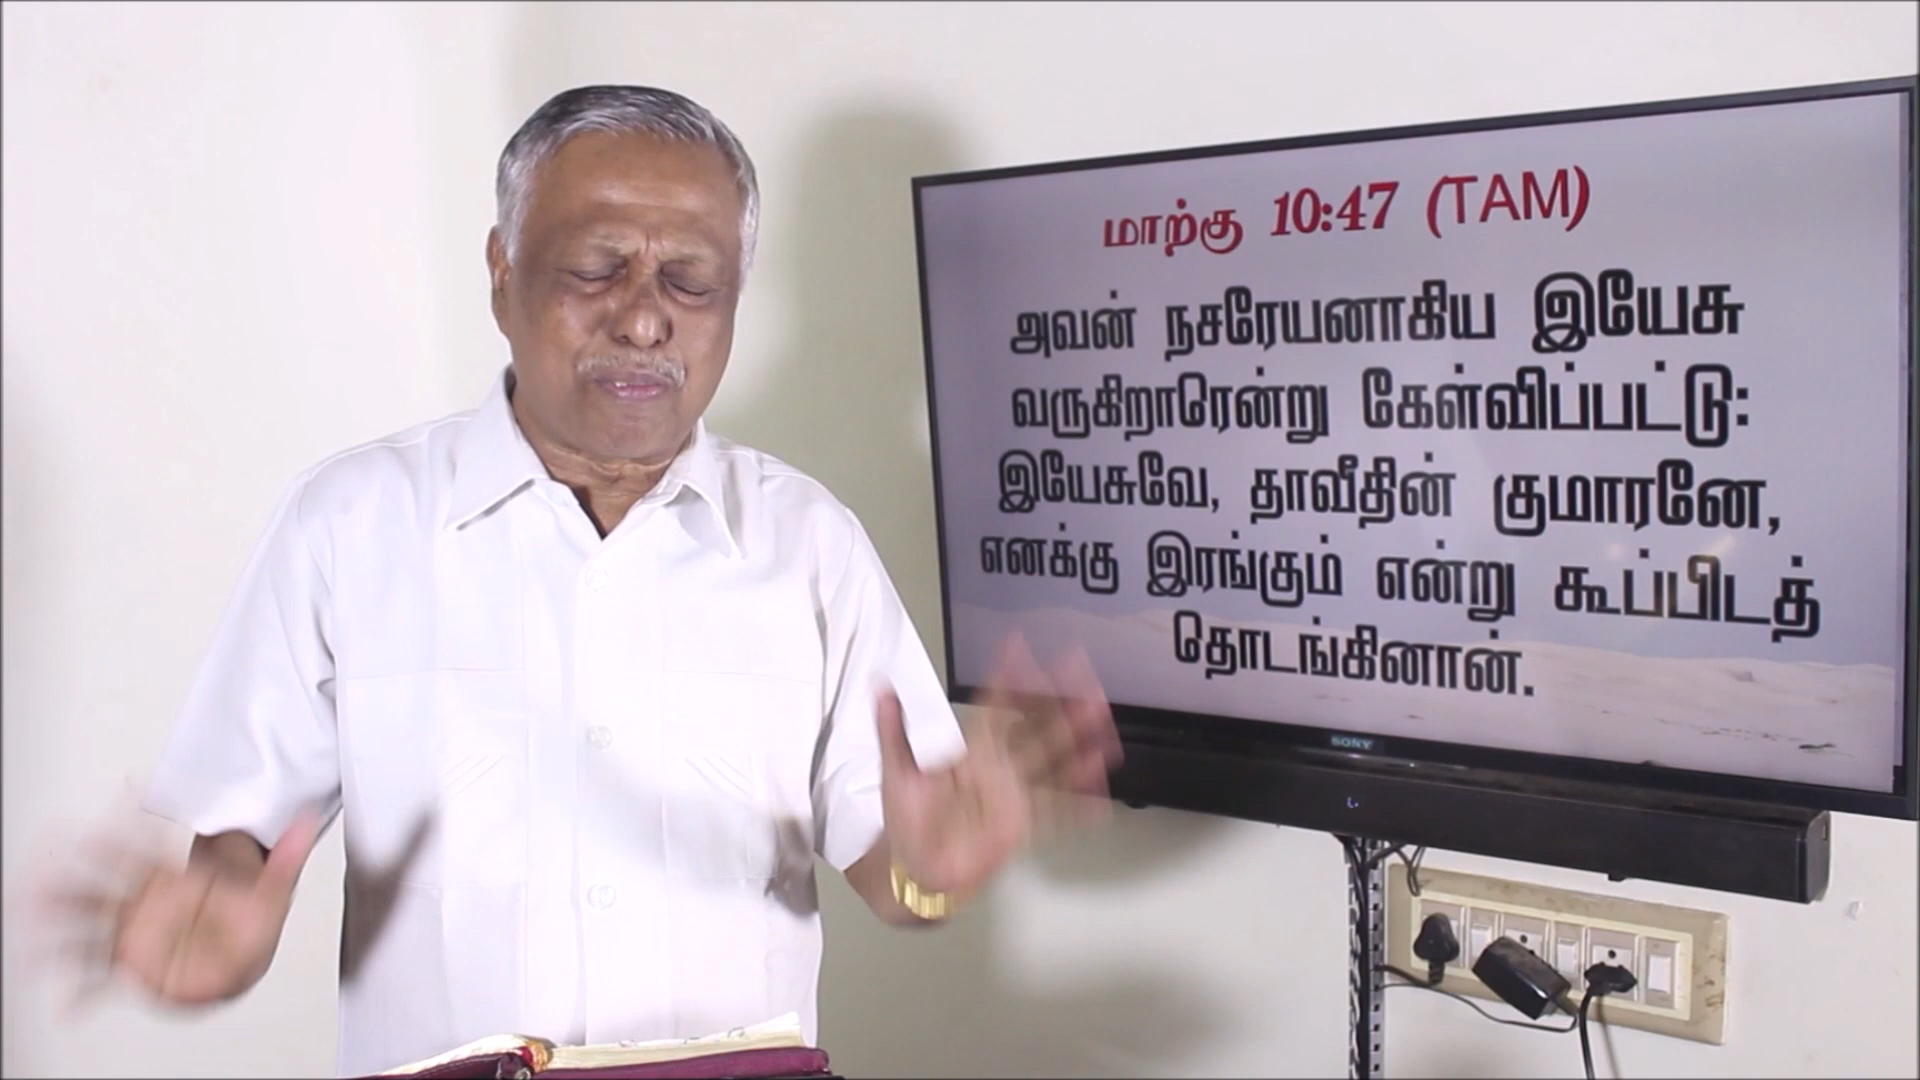 மாற்கு 10:47 (TAM)
அவன் நசரேயனாகிய இயேசு
வருகிறாரென்று கேள்விப்பட்டு:
இயேசுவே, தாவீதின் குமாரனே,
எனக்கு இரங்கும் என்று கூப்பிடத்
தொடங்கினான்.
SONY